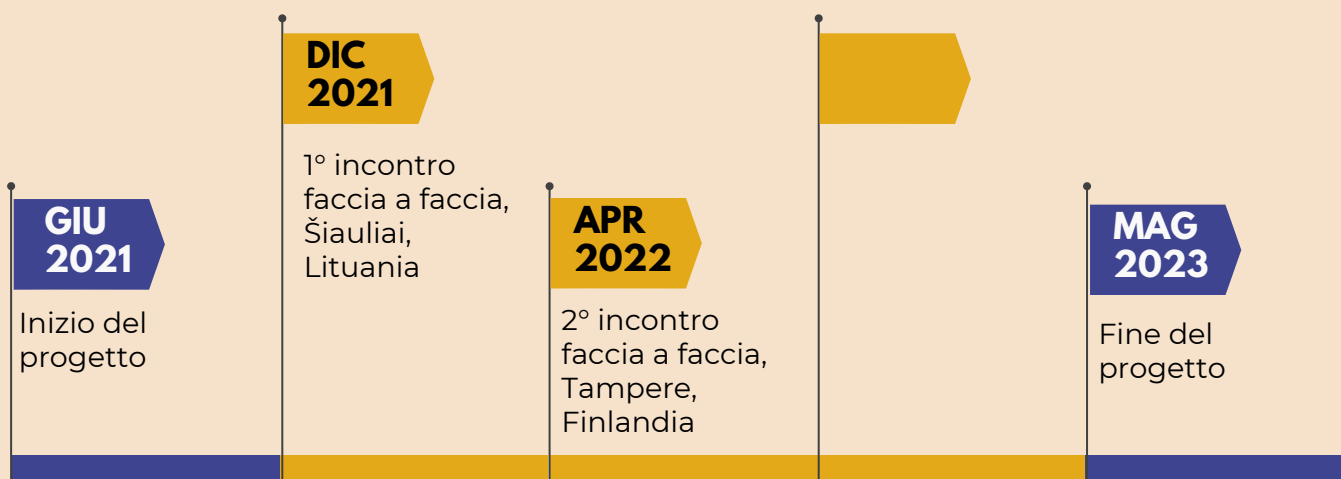 GIU
2021
Inizio del
progetto
DIC
2021
1° incontro
faccia a faccia,
Šiauliai,
Lituania
APR
2022
2° incontro
faccia a faccia,
Tampere,
Finlandia
MAG
2023
Fine del
progetto